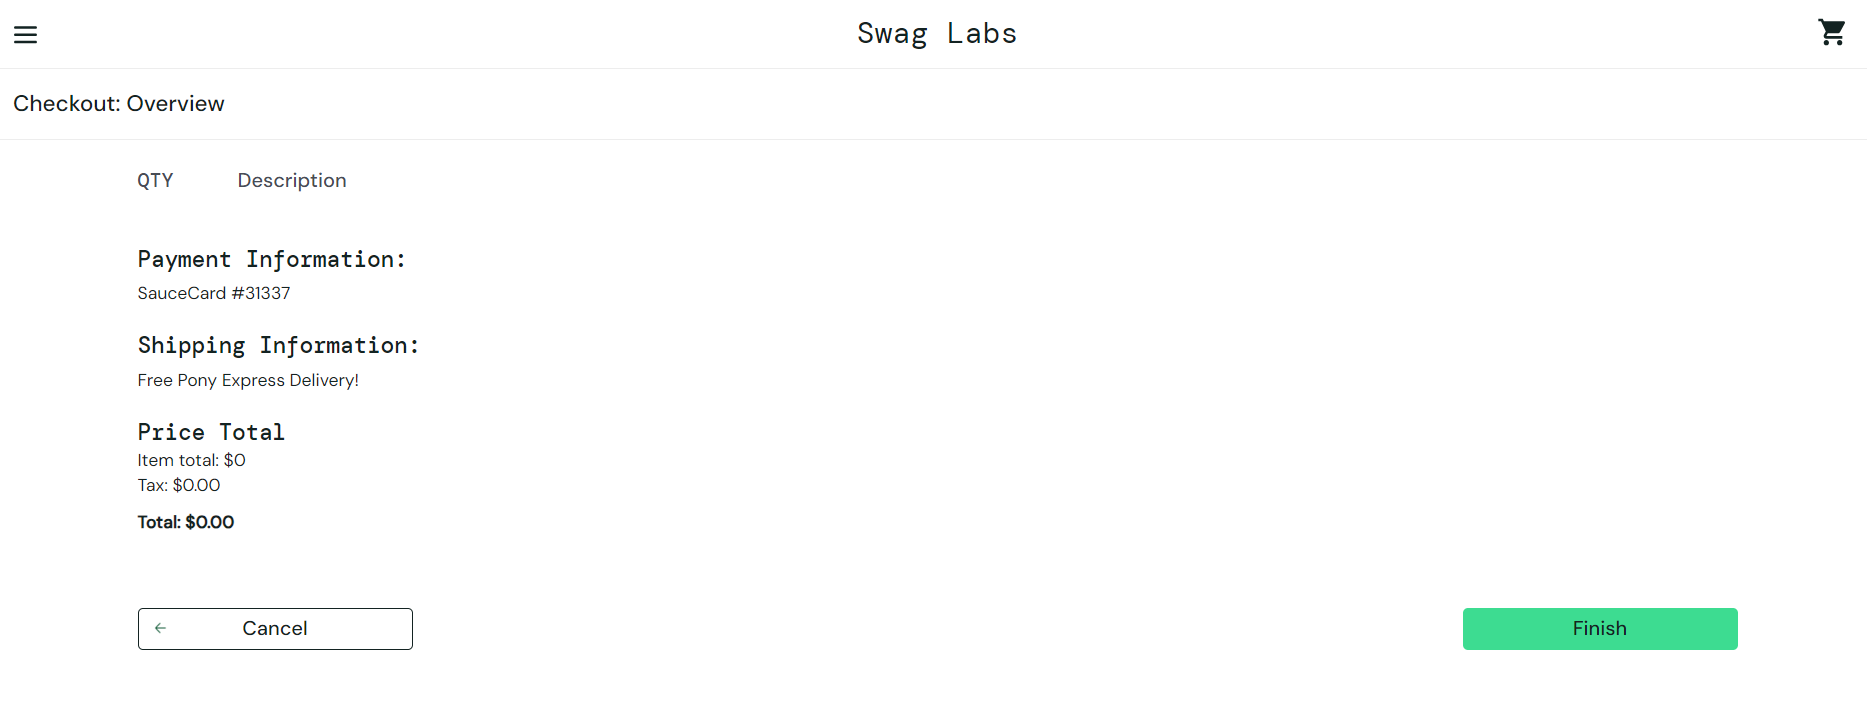 Swag Labs
Checkout: Overview
QTY Description
Payment Information:
SauceCard #31337
Shipping Information:
Free Pony Express Delivery!
Price Total
Item total: $0
Tax: $0.00
Total: $0.00
Cancel Finish